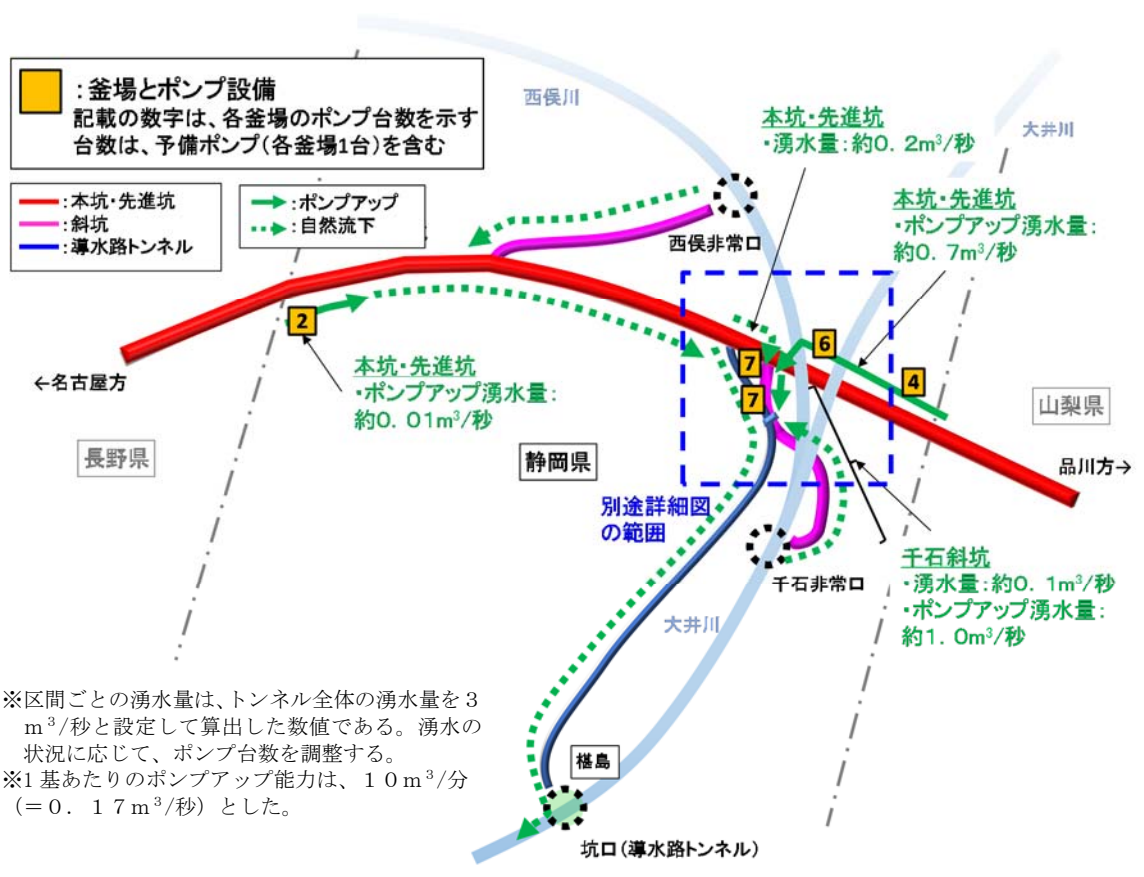 :釜場とポンプ設備
記載の数字は、各釜場のポンプ台数を示す
台数は、予備ポンプ(各釜場1台)を含む
:本坑・先進坑
:斜坑
:導水路トンネル
:ポンプアップ
:自然流下
西俣川
大井川
本坑・先進坑
・湧水量:約0.2m³/秒
本坑・先進坑
・ポンプアップ湧水量:
約0.7m³/秒
西俣非常口
2
7
7
6
4
←名古屋方
本坑・先進坑
・ポンプアップ湧水量:
約0.01m³/秒
長野県
静岡県
山梨県
品川方→
別途詳細図
の範囲
千石非常口
大井川
千石斜坑
・湧水量:約0.1m³/秒
・ポンプアップ湧水量:
約1.0m³/秒
※区間ごとの湧水量は、トンネル全体の湧水量を3
m³/秒と設定して算出した数値である。湧水の
状況に応じて、ポンプ台数を調整する。
※1基あたりのポンプアップ能力は、10m³/分
(=0.17m³/秒)とした。
椹島
坑口(導水路トンネル)